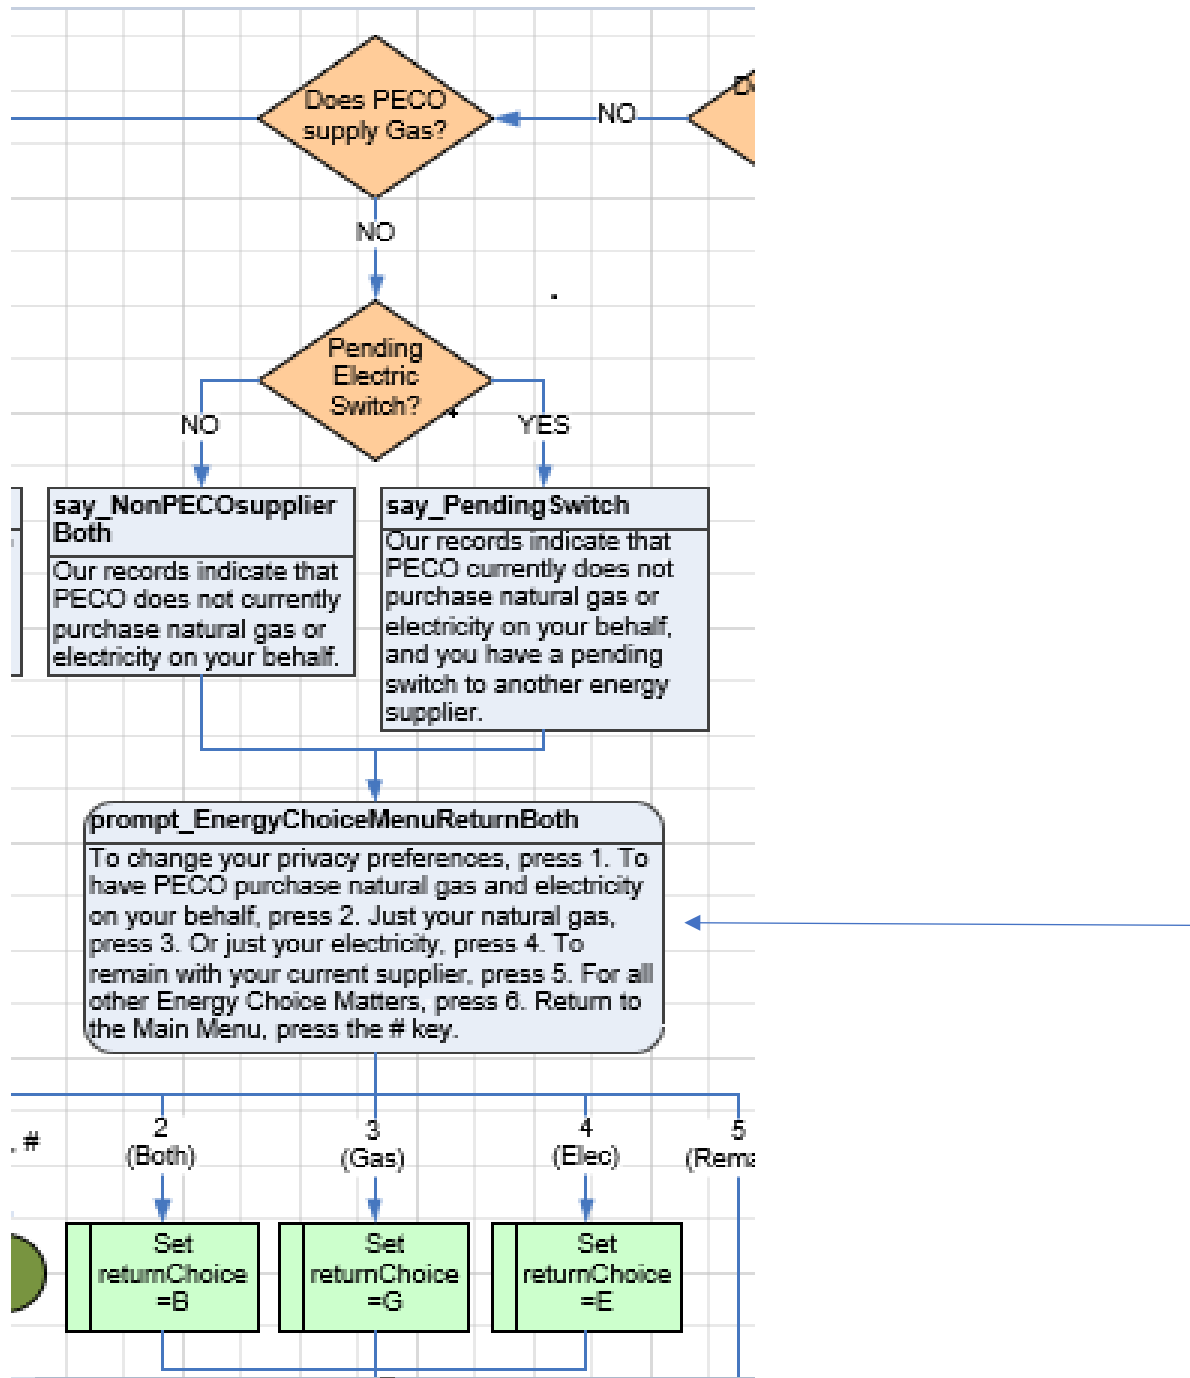 Does PECO
supply Gas?
NO
NO
Pending
Electric
Switch?
NO
YES
say_NonPECOsupplier
Both
Our records indicate that
PECO does not currently
purchase natural gas or
electricity on your behalf.
say_PendingSwitch
Our records indicate that
PECO currently does not
purchase natural gas or
electricity on your behalf,
and you have a pending
switch to another energy
supplier.
prompt_EnergyChoiceMenuReturnBoth
To change your privacy preferences, press 1. To
have PECO purchase natural gas and electricity
on your behalf, press 2. Just your natural gas,
press 3. Or just your electricity, press 4. To
remain with your current supplier, press 5. For all
other Energy Choice Matters, press 6. Return to
the Main Menu, press the # key.
, #
2
(Both)
3
(Gas)
4
(Elec)
5
Set
returnChoice
=B
Set
returnChoice
=G
Set
returnChoice
=E